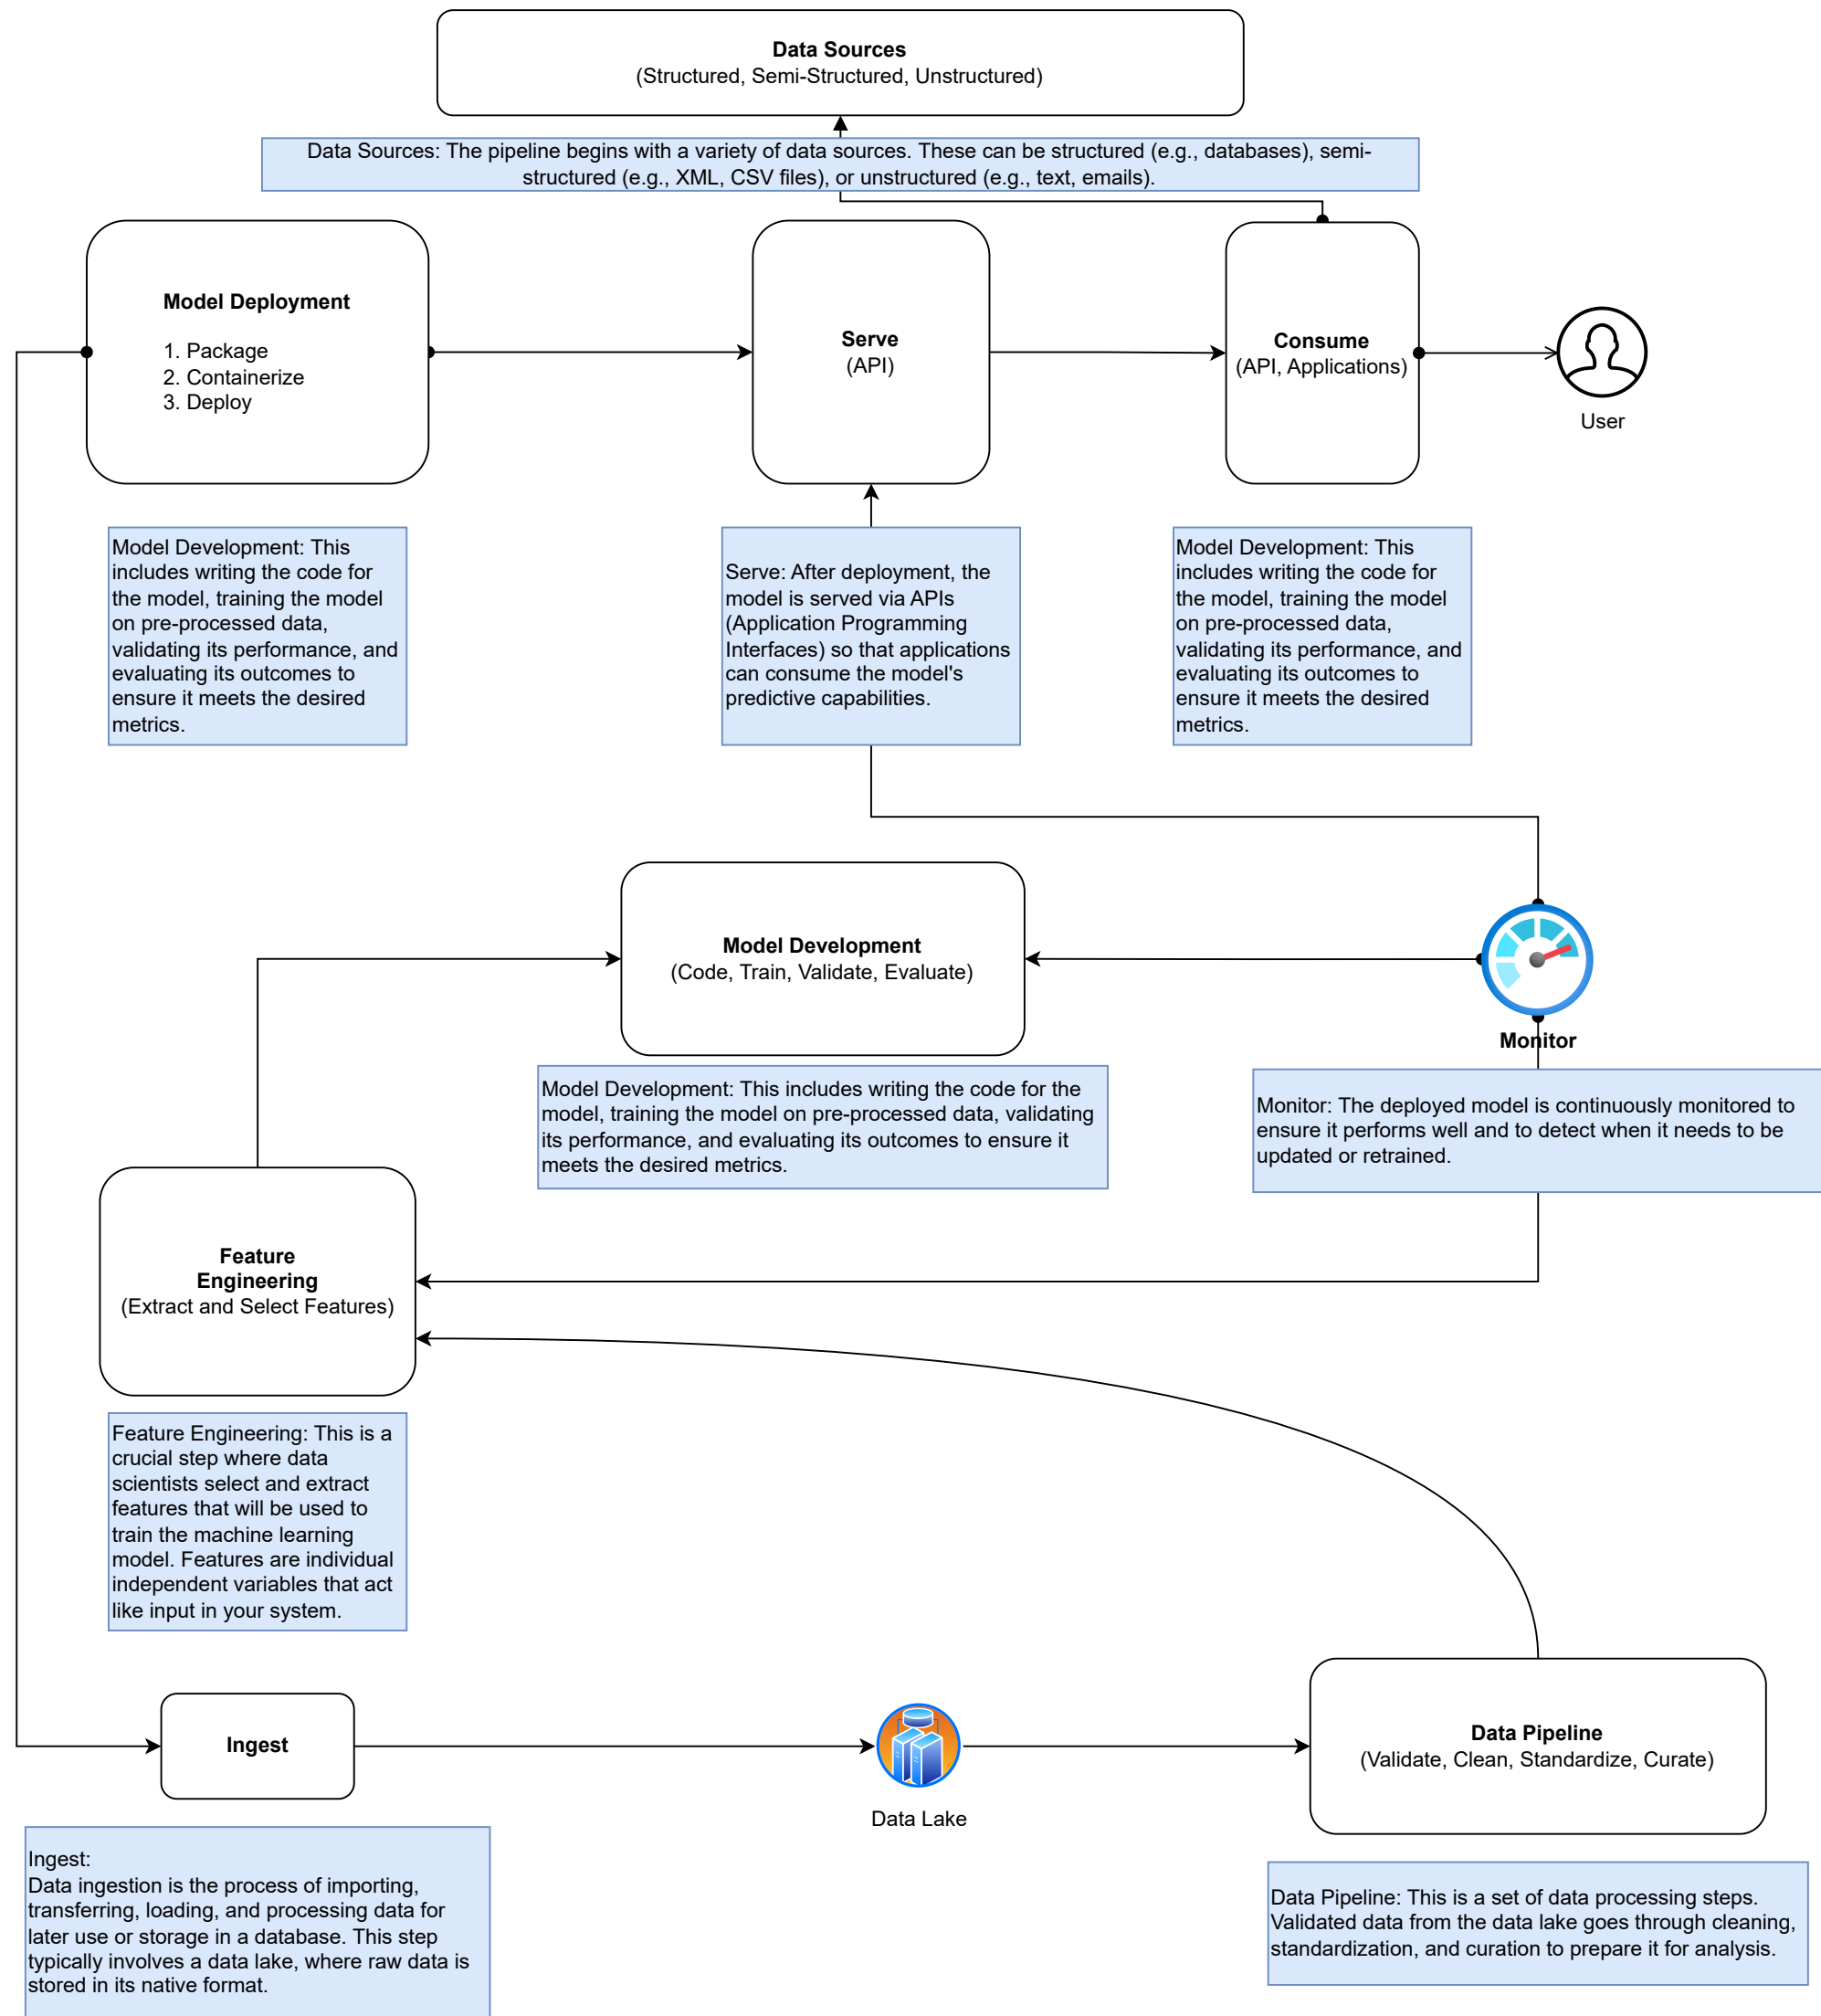 Data Sources
(Structured, Semi-Structured, Unstructured)
Data Sources: The pipeline begins with a variety of data sources. These can be structured (e.g., databases), semi-
structured (e.g., XML, CSV files), or unstructured (e.g., text, emails).
Model Deployment
1. Package
2. Containerize
3. Deploy
Serve
(API)
Consume
(API, Applications)
User
Model Development: This
includes writing the code for
the model, training the model
on pre-processed data,
validating its performance, and
evaluating its outcomes to
ensure it meets the desired
metrics.
Serve: After deployment, the
model is served via APIs
(Application Programming
Interfaces) so that applications
can consume the model's
predictive capabilities.
Model Development: This
includes writing the code for
the model, training the model
on pre-processed data,
validating its performance, and
evaluating its outcomes to
ensure it meets the desired
metrics.
Model Development
(Code, Train, Validate, Evaluate)
Monitor
Model Development: This includes writing the code for the
model, training the model on pre-processed data, validating
its performance, and evaluating its outcomes to ensure it
meets the desired metrics.
Monitor: The deployed model is continuously monitored to
ensure it performs well and to detect when it needs to be
updated or retrained.
Feature
Engineering
(Extract and Select Features)
Feature Engineering: This is a
crucial step where data
scientists select and extract
features that will be used to
train the machine learning
model. Features are individual
independent variables that act
like input in your system.
Ingest
Data Lake
Data Pipeline
(Validate, Clean, Standardize, Curate)
Ingest:
Data ingestion is the process of importing,
transferring, loading, and processing data for
later use or storage in a database. This step
typically involves a data lake, where raw data is
stored in its native format.
Data Pipeline: This is a set of data processing steps.
Validated data from the data lake goes through cleaning,
standardization, and curation to prepare it for analysis.